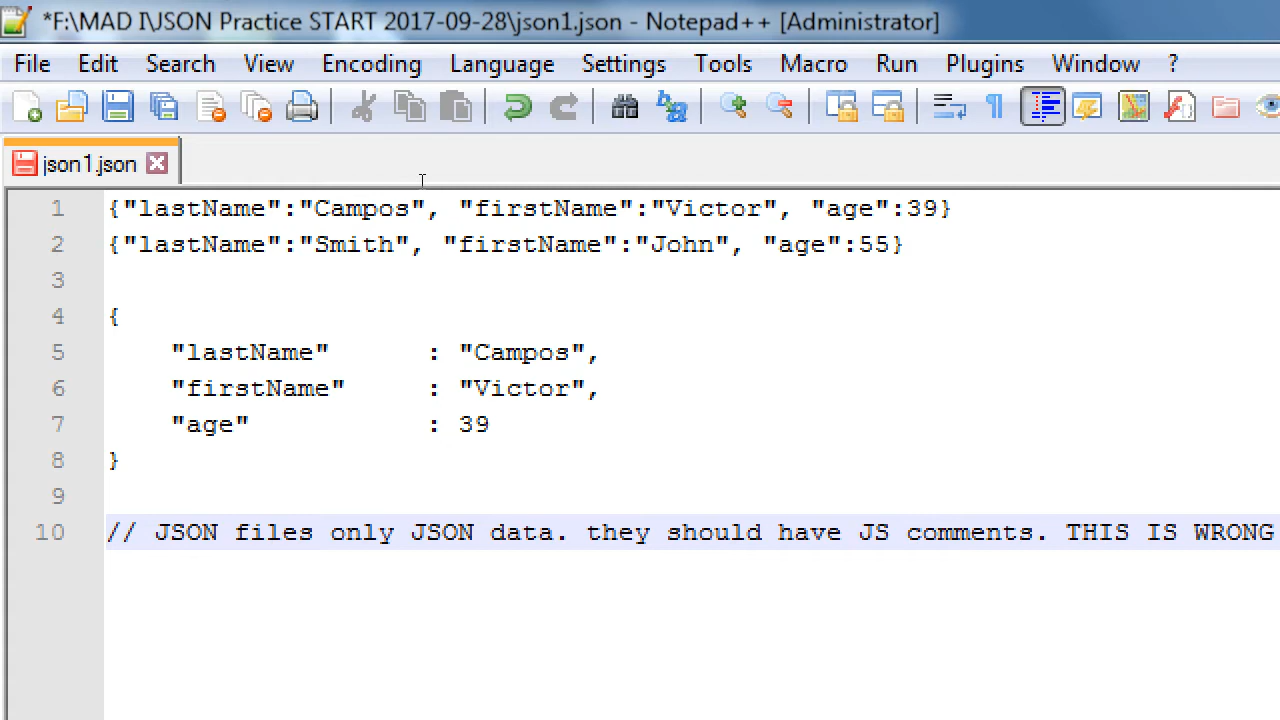 *F:\MAD I\JSON Practice START 2017-09-28\json1.json - Notepad++ [Administrator]
File Edit Search View Encoding Language Settings Tools Macro Run Plugins Window ?
json1.json
1 {"lastName":"Campos", "firstName":"Victor", "age":39}
2 {"lastName":"Smith", "firstName":"John", "age":55}
3
4 {
5 "lastName" : "Campos",
6 "firstName" : "Victor",
7 "age" : 39
8 }
9
10 // JSON files only JSON data. they should have JS comments. THIS IS WRONG